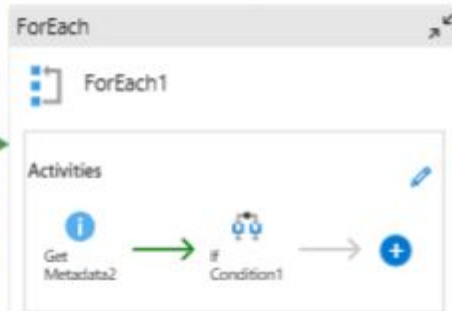 ForEach
ForEach1
Activities
Get
Metadata2
If
Condition1